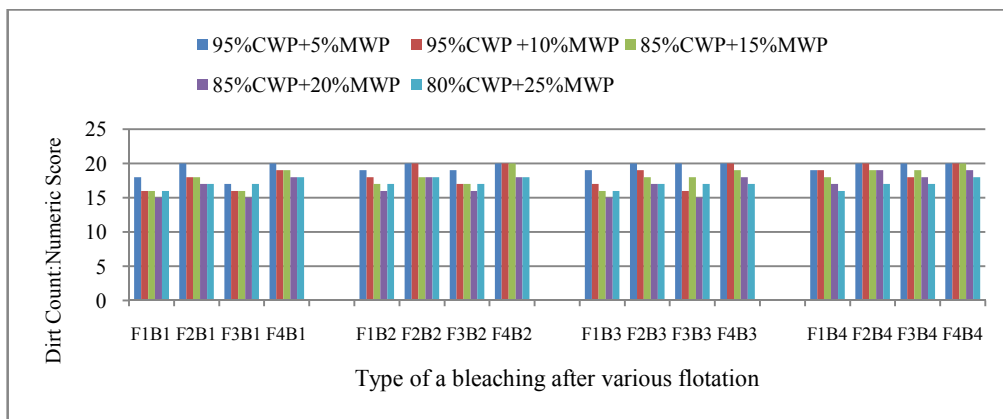 95%CWP+5%MWP 95%CWP +10%MWP 85%CWP+15%MWP
85%CWP+20%MWP 80%CWP+25%MWP
Dirt Count:Numeric Score
25
20
15
10
5
0
F1B1 F2B1 F3B1 F4B1 F1B2 F2B2 F3B2 F4B2 F1B3 F2B3 F3B3 F4B3 F1B4 F2B4 F3B4 F4B4
Type of a bleaching after various flotation